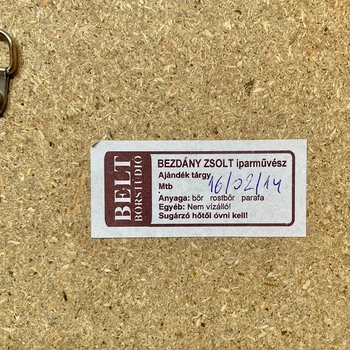 BELT
BŐRSTUDIÓ
BEZDÁNY ZSOLT iparművész
Ajándék tárgy
Mtb 16/02/14
Anyaga: bőr rostbőr parafa
Egyéb: Nem vízálló!
Sugárzó hőtől óvni kell!